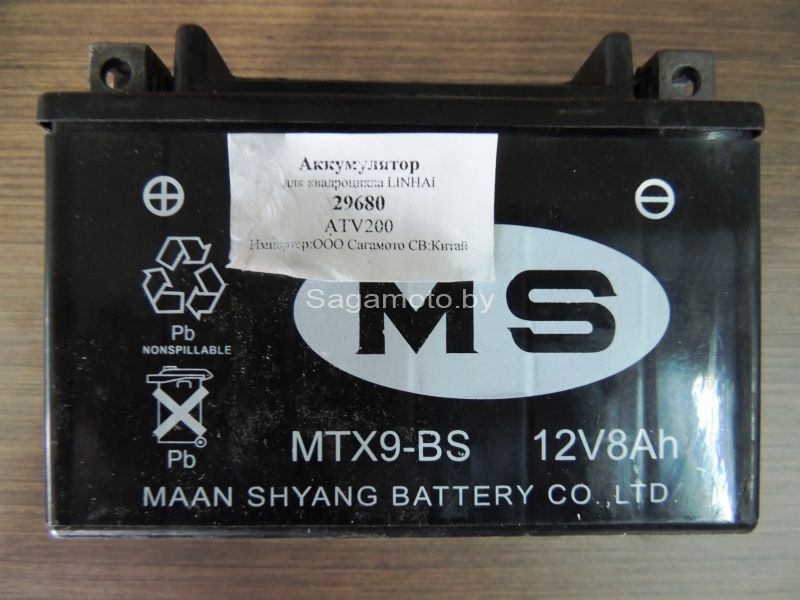 Аккумулятор
для квадроцикла LINHAI
29680
ATV200
Импортер:ООО Сагамото СВ:Китай
Sagamoto.by
MS
Pb
NONSPILLABLE
Pb
MTX9-BS 12V8Ah
MAAN SHYANG BATTERY CO.,LTD.